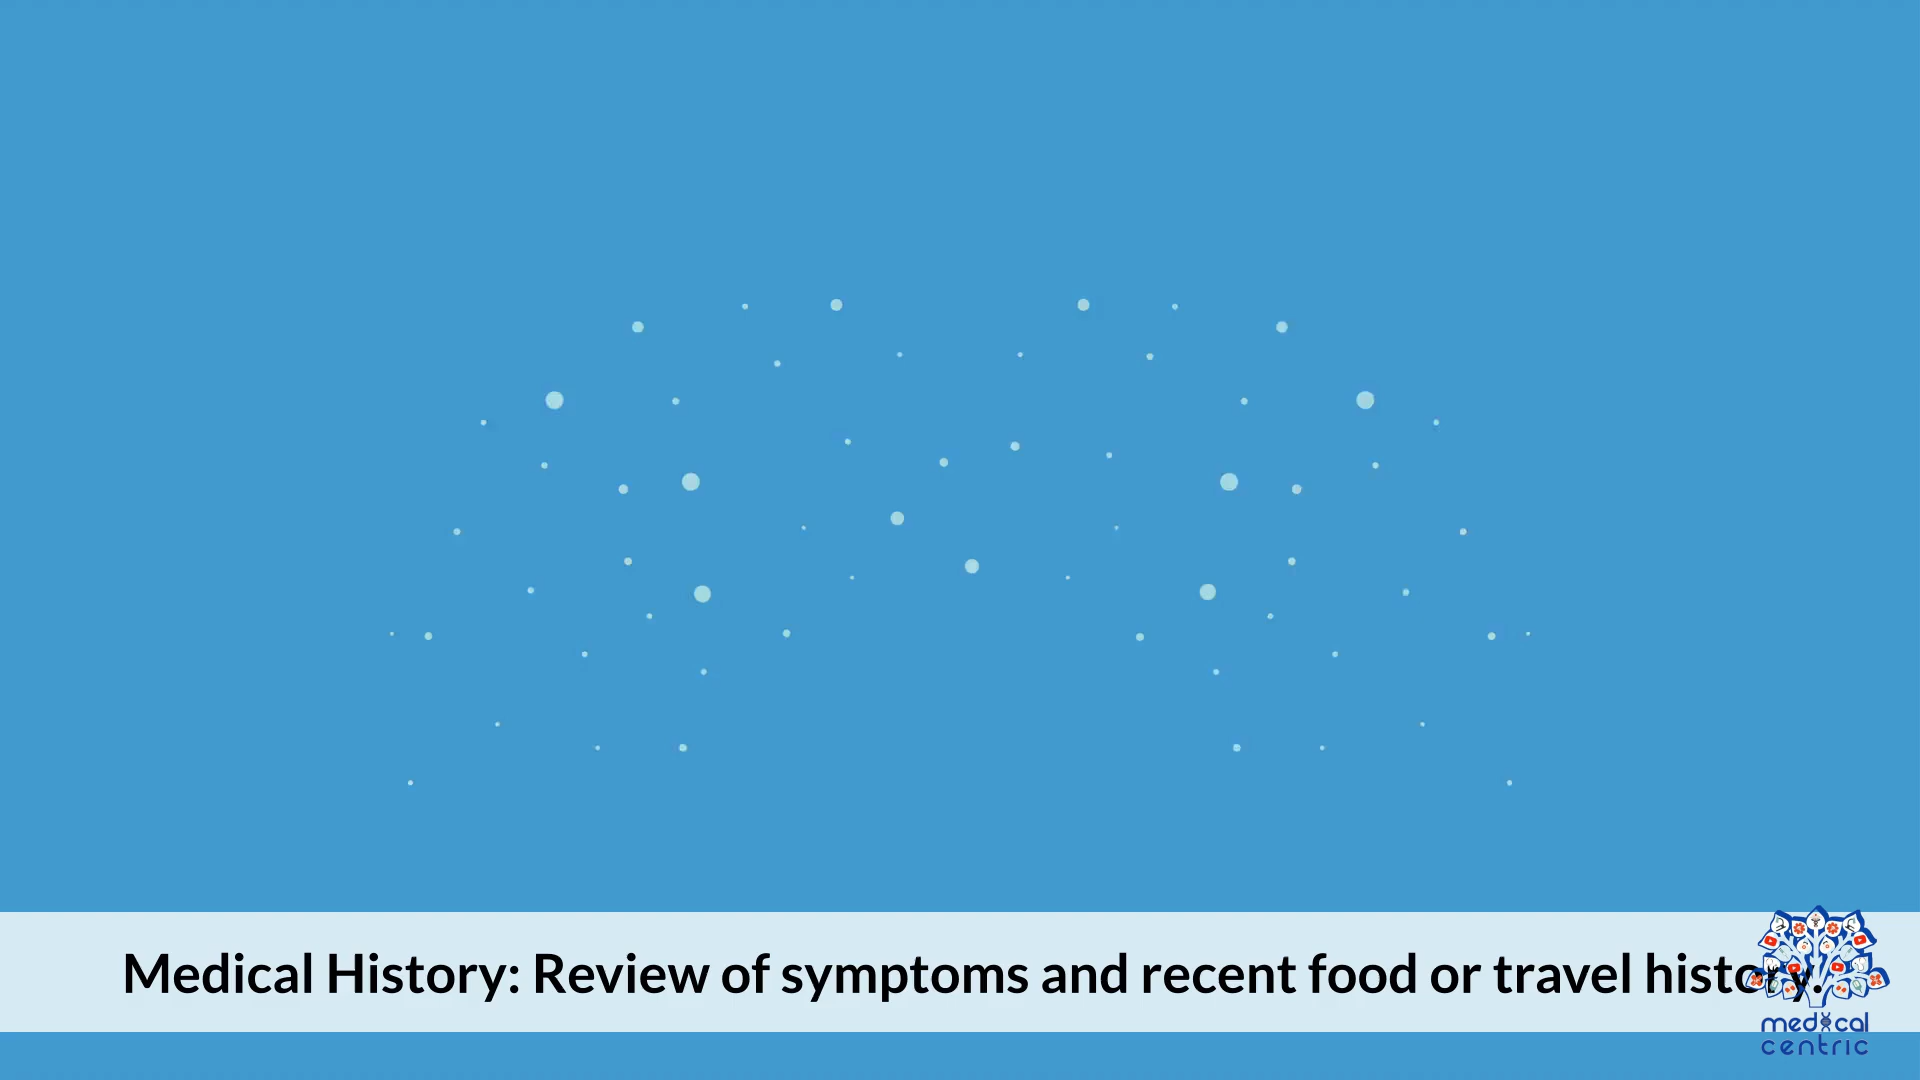 Medical History: Review of symptoms and recent food or travel history.
medical
centric